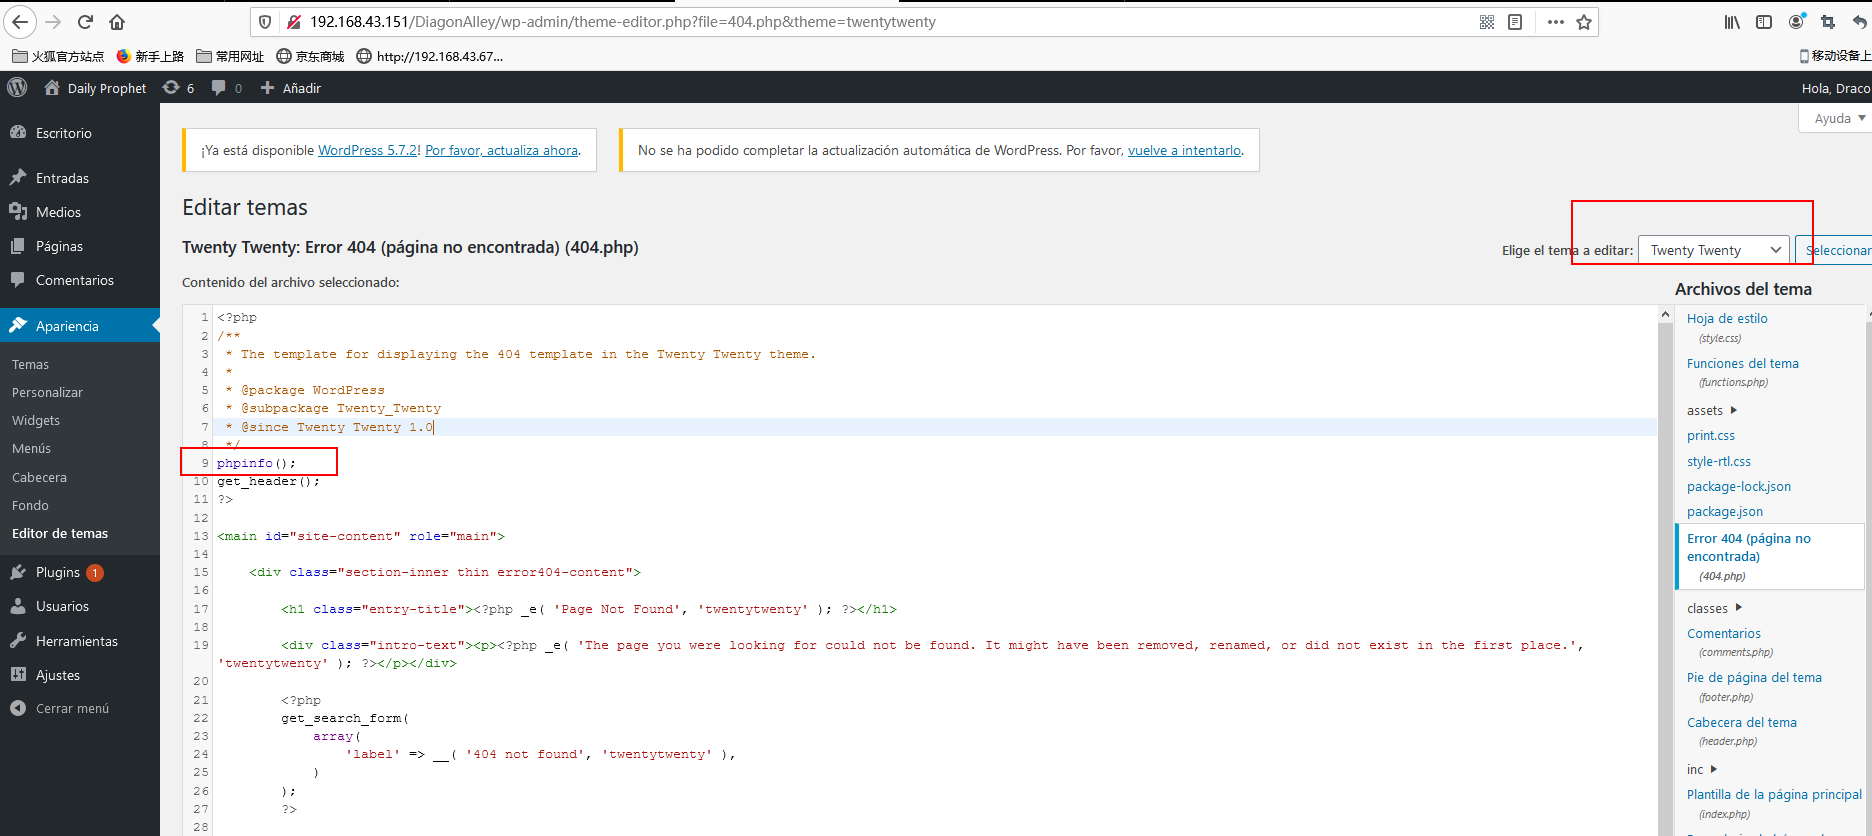 192.168.43.151/DiagonAlley/wp-admin/theme-editor.php?file=404.php&theme=twentytwenty
火狐官方站点 新手上路 常用网址 京东商城 http://192.168.43.67...
移动设备上
Daily Prophet 6 0 Añadir
Hola, Draco
Ayuda
Escritorio
Entradas
Medios
Páginas
Comentarios
Apariencia
Temas
Personalizar
Widgets
Menús
Cabecera
Fondo
Editor de temas
Plugins 1
Usuarios
Herramientas
Ajustes
Cerrar menú
¡Ya está disponible WordPress 5.7.2! Por favor, actualiza ahora.
No se ha podido completar la actualización automática de WordPress. Por favor, vuelve a intentarlo.
Editar temas
Twenty Twenty: Error 404 (página no encontrada) (404.php)
Elige el tema a editar: Twenty Twenty Seleccionar
Contenido del archivo seleccionado:
1 <?php
2 /**
3  * The template for displaying the 404 template in the Twenty Twenty theme.
4  *
5  * @package WordPress
6  * @subpackage Twenty_Twenty
7  * @since Twenty Twenty 1.0
8  */
9 phpinfo();
10 get_header();
11 ?>
12
13 <main id="site-content" role="main">
14
15     <div class="section-inner thin error404-content">
16
17         <h1 class="entry-title"><?php _e( 'Page Not Found', 'twentytwenty' ); ?></h1>
18
19         <div class="intro-text"><p><?php _e( 'The page you were looking for could not be found. It might have been removed, renamed, or did not exist in the first place.',
'twentytwenty' ); ?></p></div>
20
21         <?php
22         get_search_form(
23             array(
24                 'label' => __( '404 not found', 'twentytwenty' ),
25             )
26         );
27         ?>
28
Archivos del tema
Hoja de estilo
(style.css)
Funciones del tema
(functions.php)
assets
print.css
style-rtl.css
package-lock.json
package.json
Error 404 (página no
encontrada)
(404.php)
classes
Comentarios
(comments.php)
Pie de página del tema
(footer.php)
Cabecera del tema
(header.php)
inc
Plantilla de la página principal
(index.php)